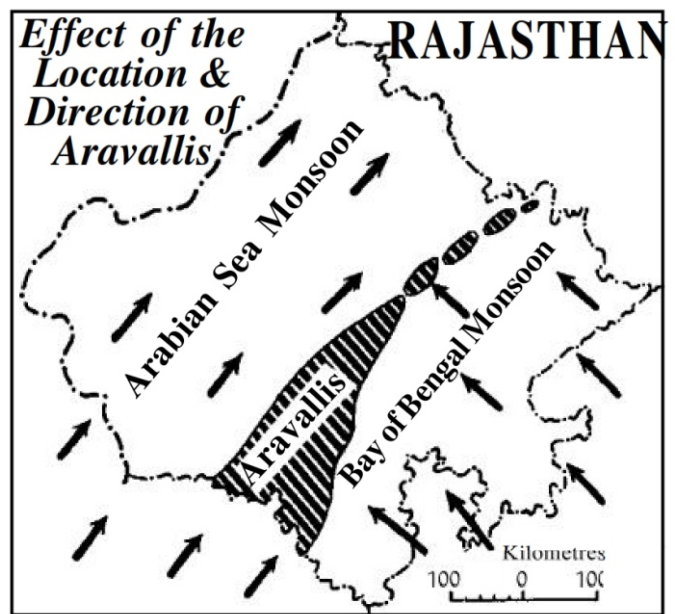 Effect of the
Location &
Direction of
Aravallis
RAJASTHAN
Arabian Sea Monsoon
Aravallis
Bay of Bengal Monsoon
Kilometres
100 0 100